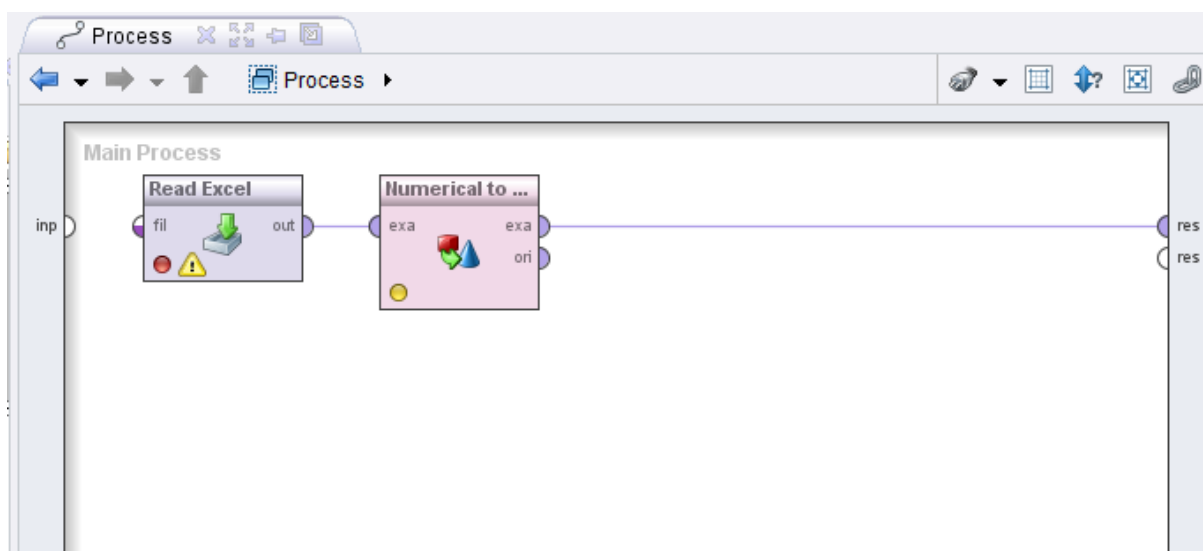 Process
Process
Main Process
Read Excel
Numerical to ...
inp
fil
out
exa
exa
res
ori
res